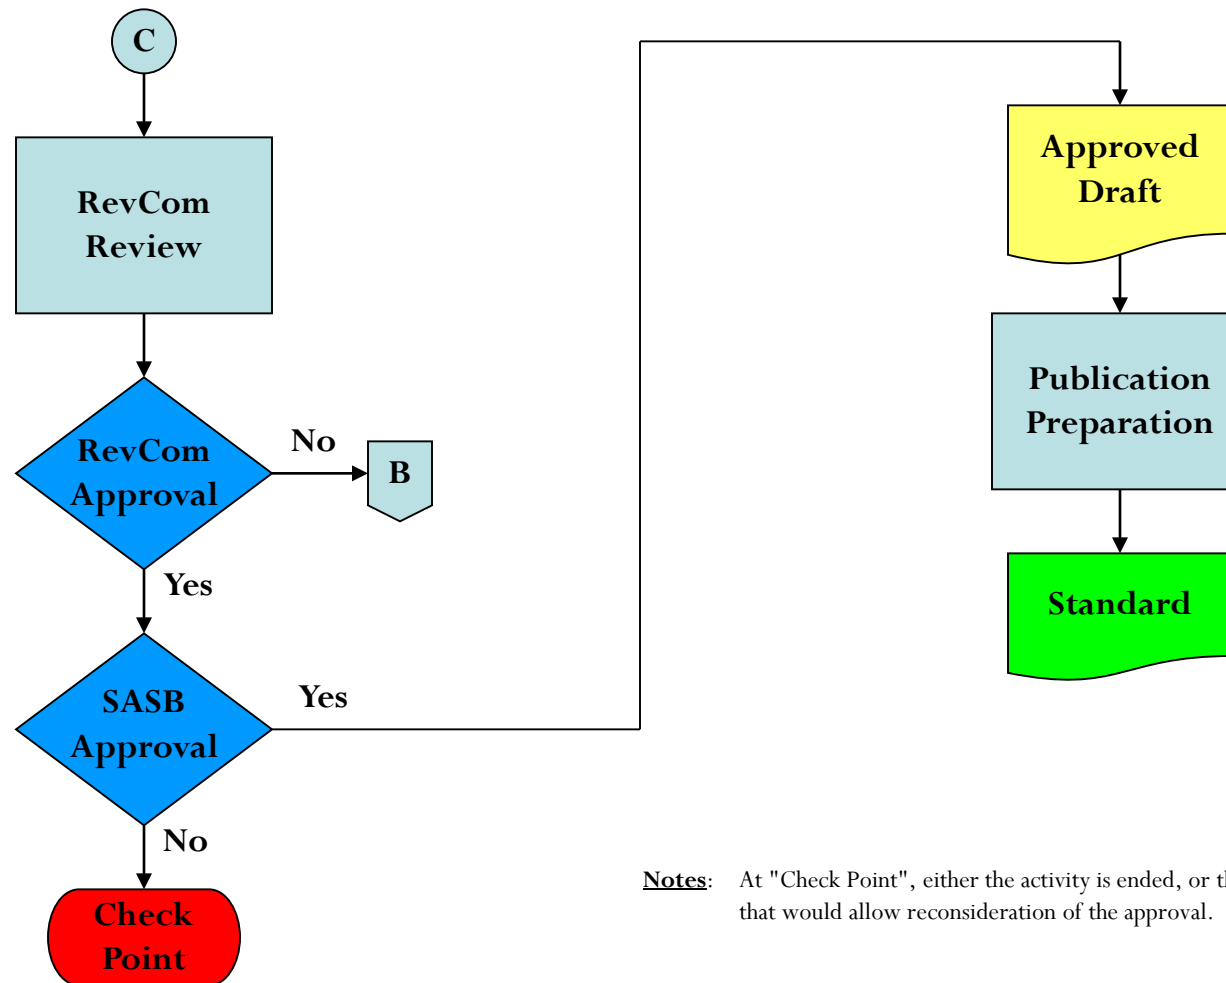 C
RevCom
Review
RevCom
Approval
No
B
Yes
SASB
Approval
Yes
No
Check
Point
Approved
Draft
Publication
Preparation
Standard
Notes: At "Check Point", either the activity is ended, or
that would allow reconsideration of the approval.